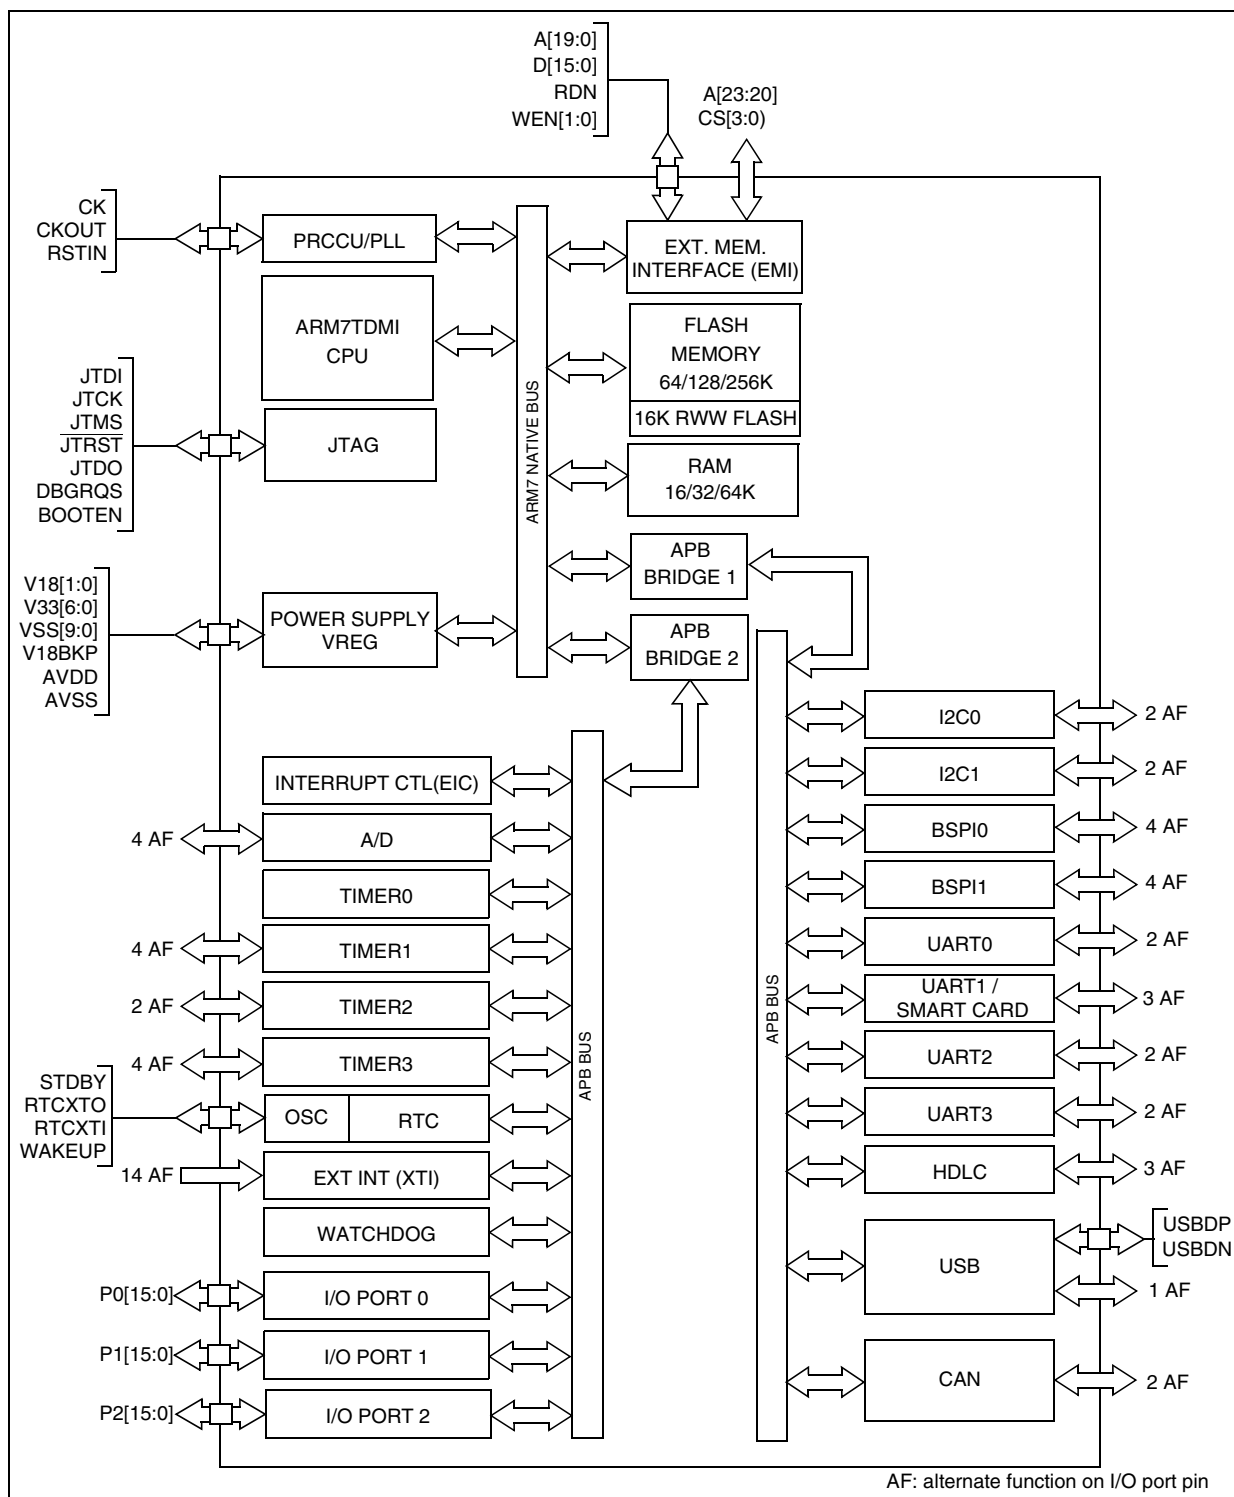 A[19:0]
D[15:0]
RDN
WEN[1:0]
A[23:20]
CS[3:0)
CK
CKOUT
RSTIN
PRCCU/PLL
EXT. MEM.
INTERFACE (EMI)
ARM7TDMI
CPU
FLASH
MEMORY
64/128/256K
16K RWW FLASH
JTDI
JTCK
JTMS
JTRST
JTDO
DBGRQS
BOOTEN
JTAG
ARM7 NATIVE BUS
RAM
16/32/64K
APB
BRIDGE 1
V18[1:0]
V33[6:0]
VSS[9:0]
V18BKP
AVDD
AVSS
POWER SUPPLY
VREG
APB
BRIDGE 2
INTERRUPT CTL(EIC)
4 AF
A/D
TIMER0
4 AF
TIMER1
2 AF
TIMER2
4 AF
TIMER3
STDBY
RTCXTO
RTCXTI
WAKEUP
OSC
RTC
14 AF
EXT INT (XTI)
WATCHDOG
P0[15:0]
I/O PORT 0
P1[15:0]
I/O PORT 1
P2[15:0]
I/O PORT 2
APB BUS
APB BUS
I2C0
2 AF
I2C1
2 AF
BSPI0
4 AF
BSPI1
4 AF
UART0
2 AF
UART1 /
SMART CARD
3 AF
UART2
2 AF
UART3
2 AF
HDLC
3 AF
USB
USBDP
USBDN
1 AF
CAN
2 AF
AF: alternate function on I/O port pin